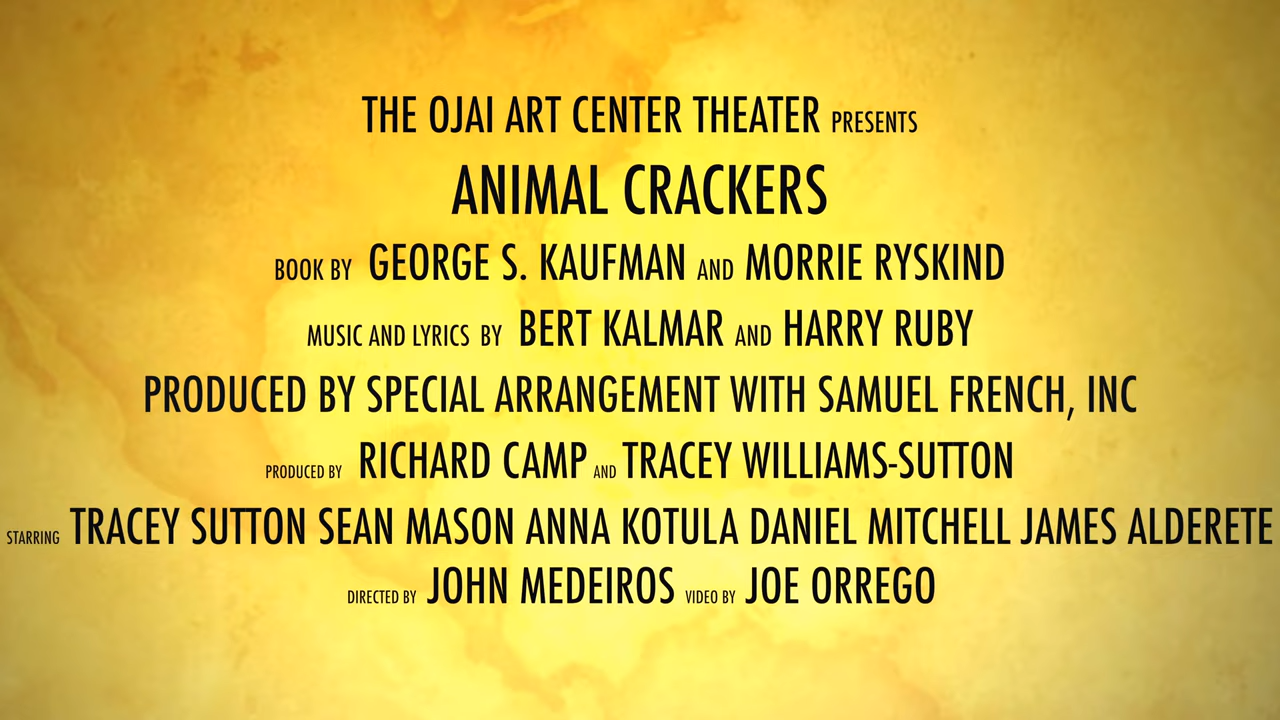 THE OJAI ART CENTER THEATER PRESENTS
ANIMAL CRACKERS
BOOK BY GEORGE S. KAUFMAN AND MORRIE RYSKIND
MUSIC AND LYRICS BY BERT KALMAR AND HARRY RUBY
PRODUCED BY SPECIAL ARRANGEMENT WITH SAMUEL FRENCH, INC
PRODUCED BY RICHARD CAMP AND TRACEY WILLIAMS-SUTTON
STARRING TRACEY SUTTON SEAN MASON ANNA KOTULA DANIEL MITCHELL JAMES ALDERETE
DIRECTED BY JOHN MEDEIROS VIDEO BY JOE ORREGO